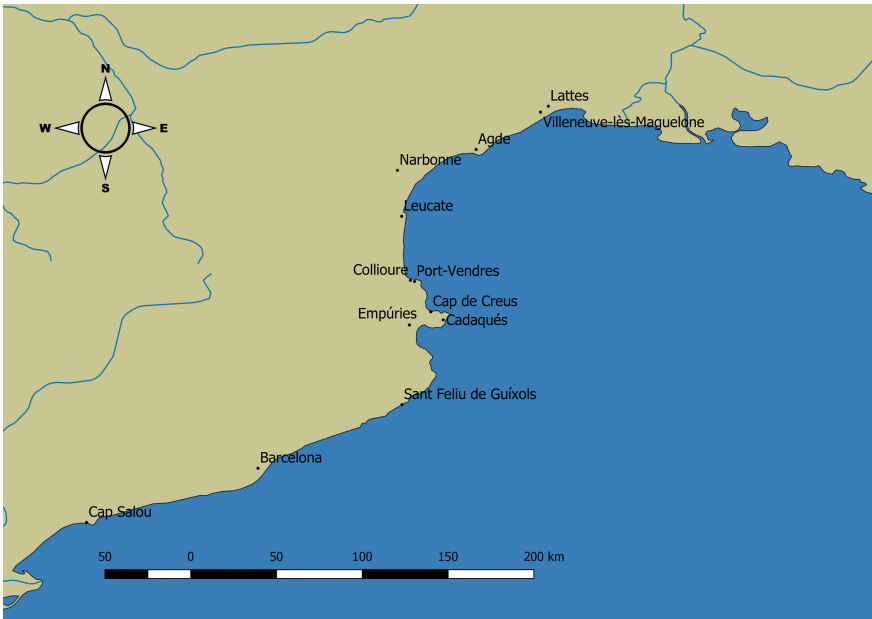 N
W E
S
Lattes
Villeneuve-lès-Maguelone
Agde
Narbonne
Leucate
Collioure Port-Vendres
Cap de Creus
Empúries
Cadaqués
Sant Feliu de Guíxols
Barcelona
Cap Salou
50 0 50 100 150 200 km